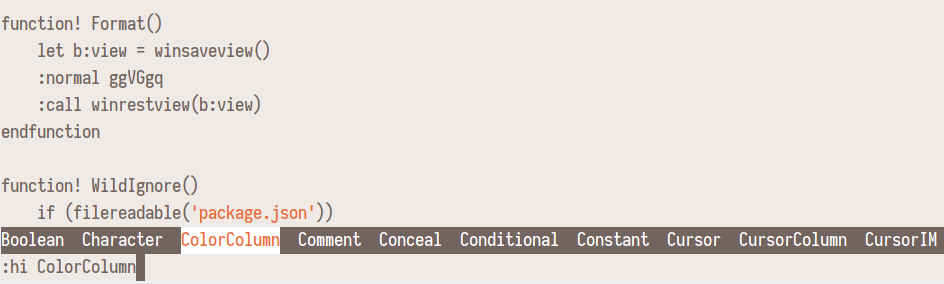 function! Format()
    let b:view = winsaveview()
    :normal ggVGgq
    :call winrestview(b:view)
endfunction

function! WildIgnore()
    if (filereadable('package.json'))
Boolean  Character  ColorColumn  Comment  Conceal  Conditional  Constant  Cursor  CursorColumn  CursorIM
:hi ColorColumn